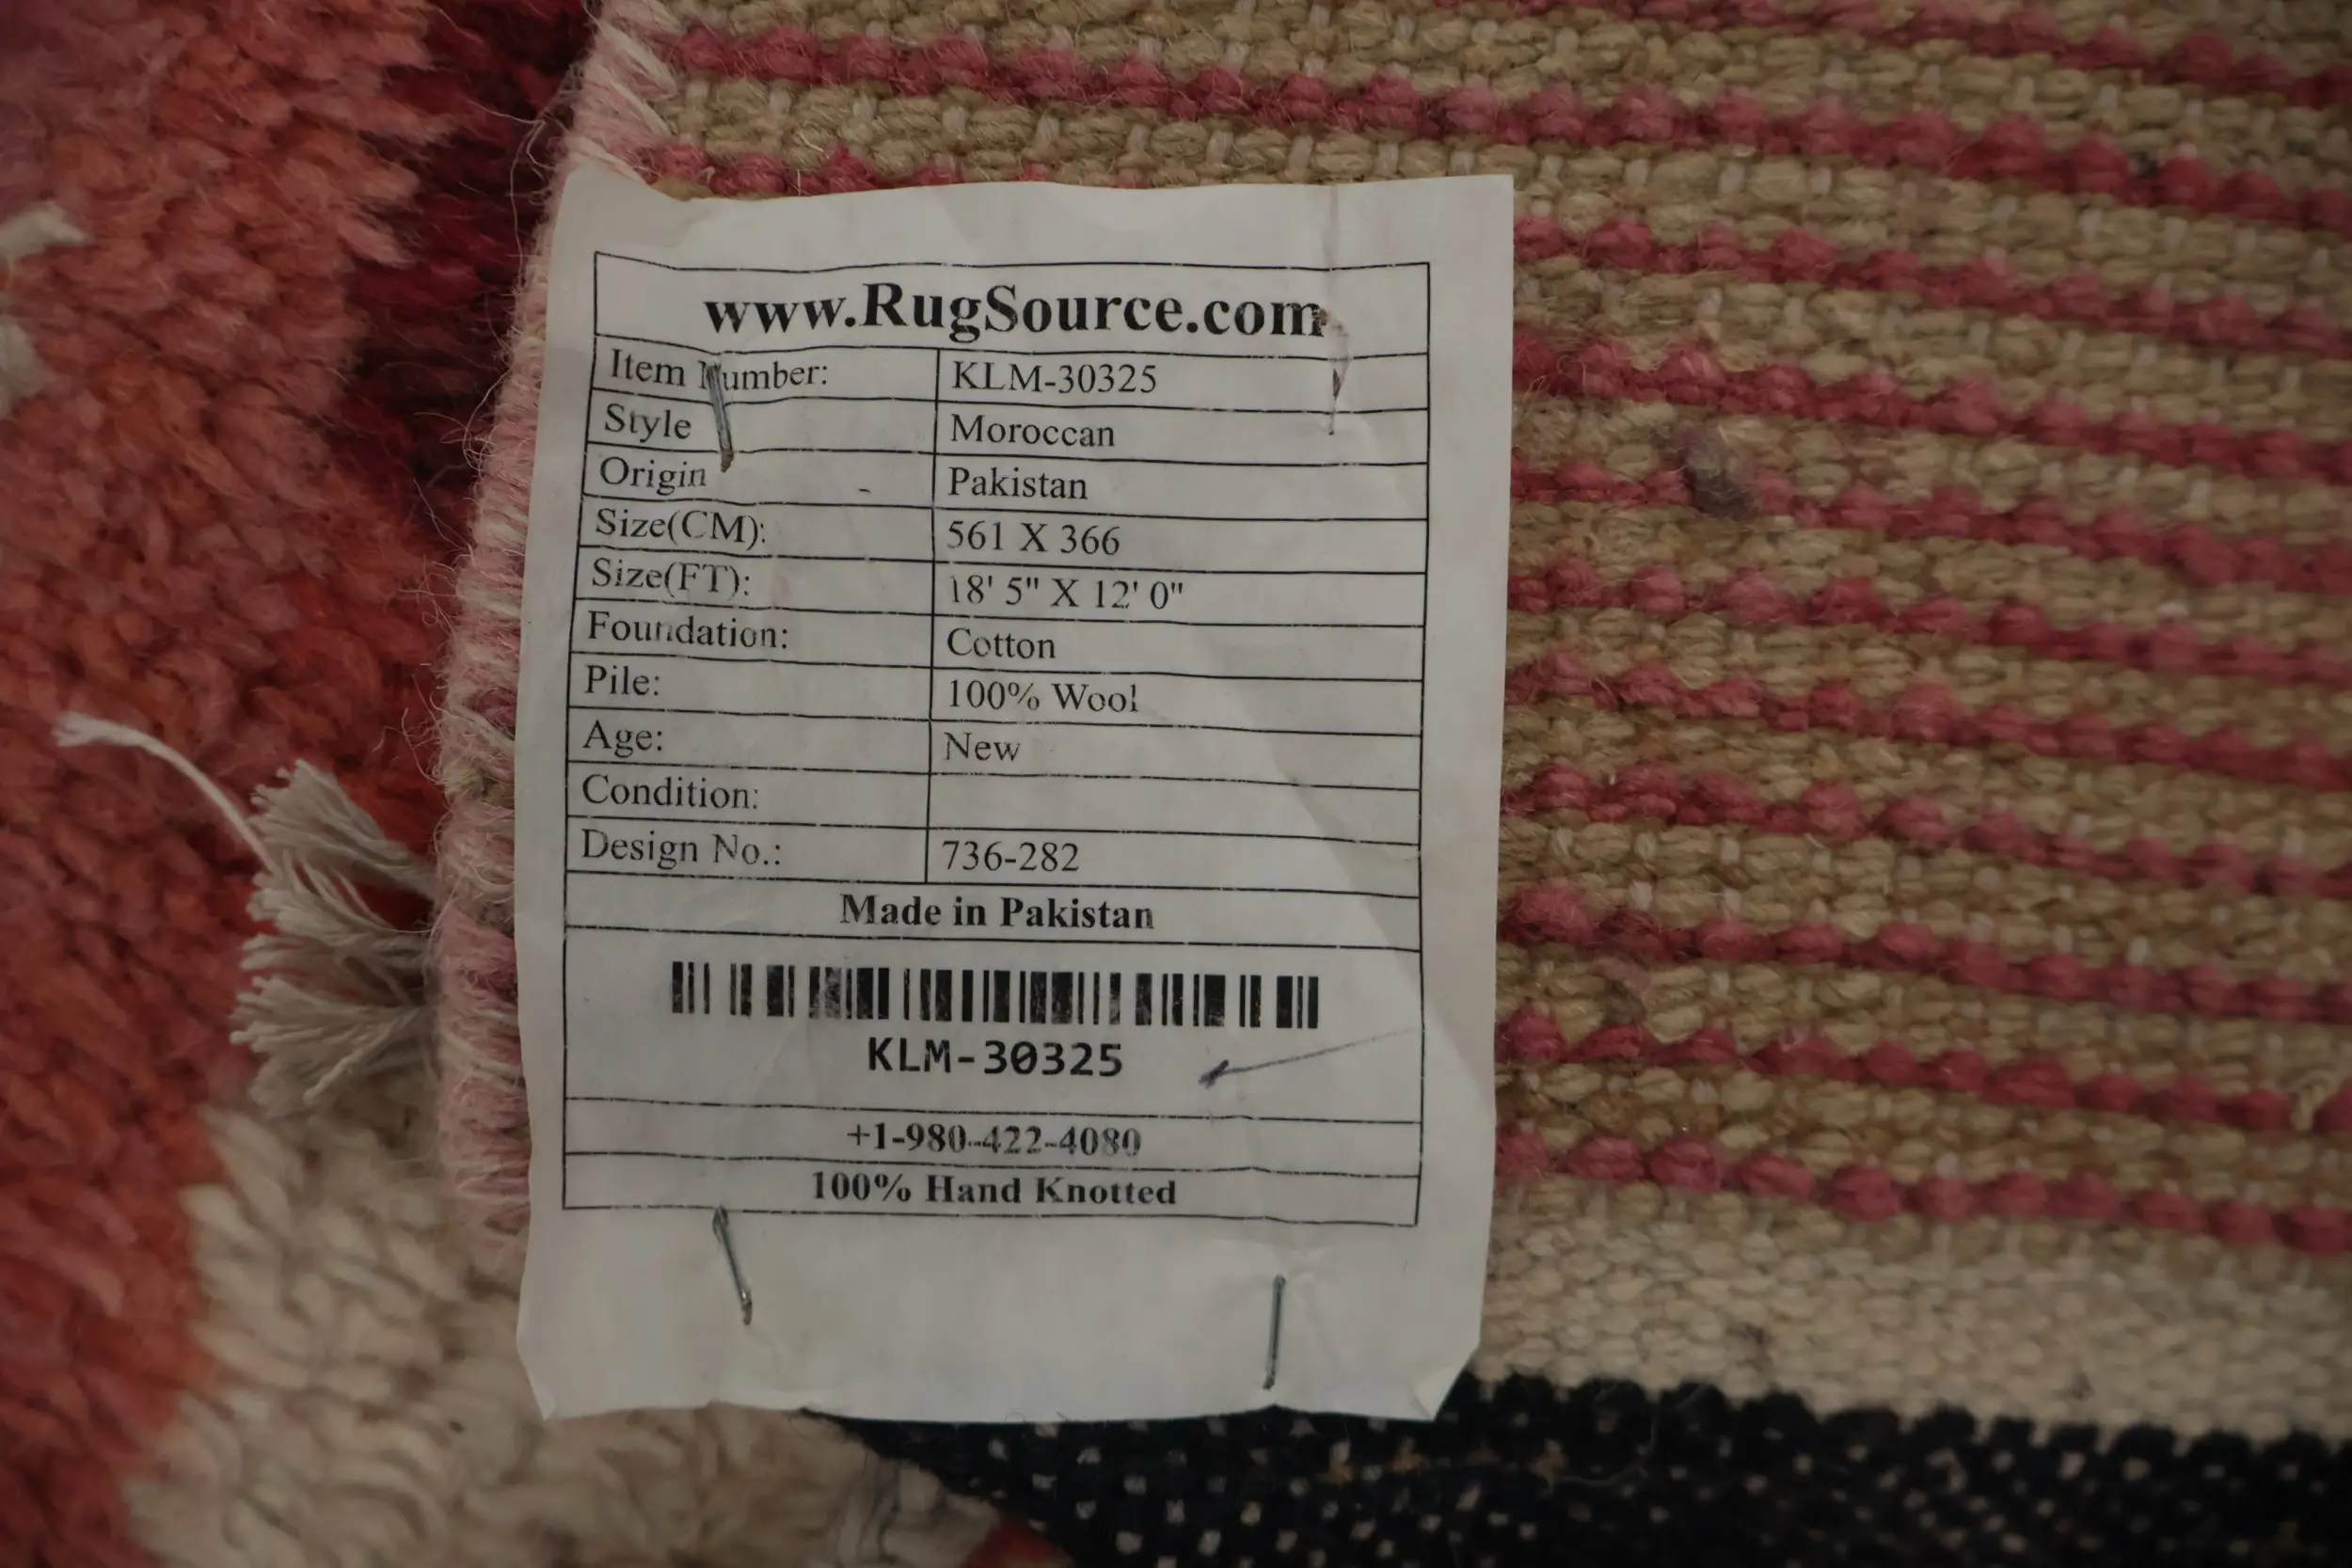 www.RugSource.com
Item Number: KLM-30325
Style Moroccan
Origin Pakistan
Size(CM): 561 X 366
Size(FT): 18' 5" X 12' 0"
Foundation: Cotton
Pile: 100% Wool
Age: New
Condition:
Design No.: 736-282
Made in Pakistan
KLM-30325
+1-980-422-4080
100% Hand Knotted